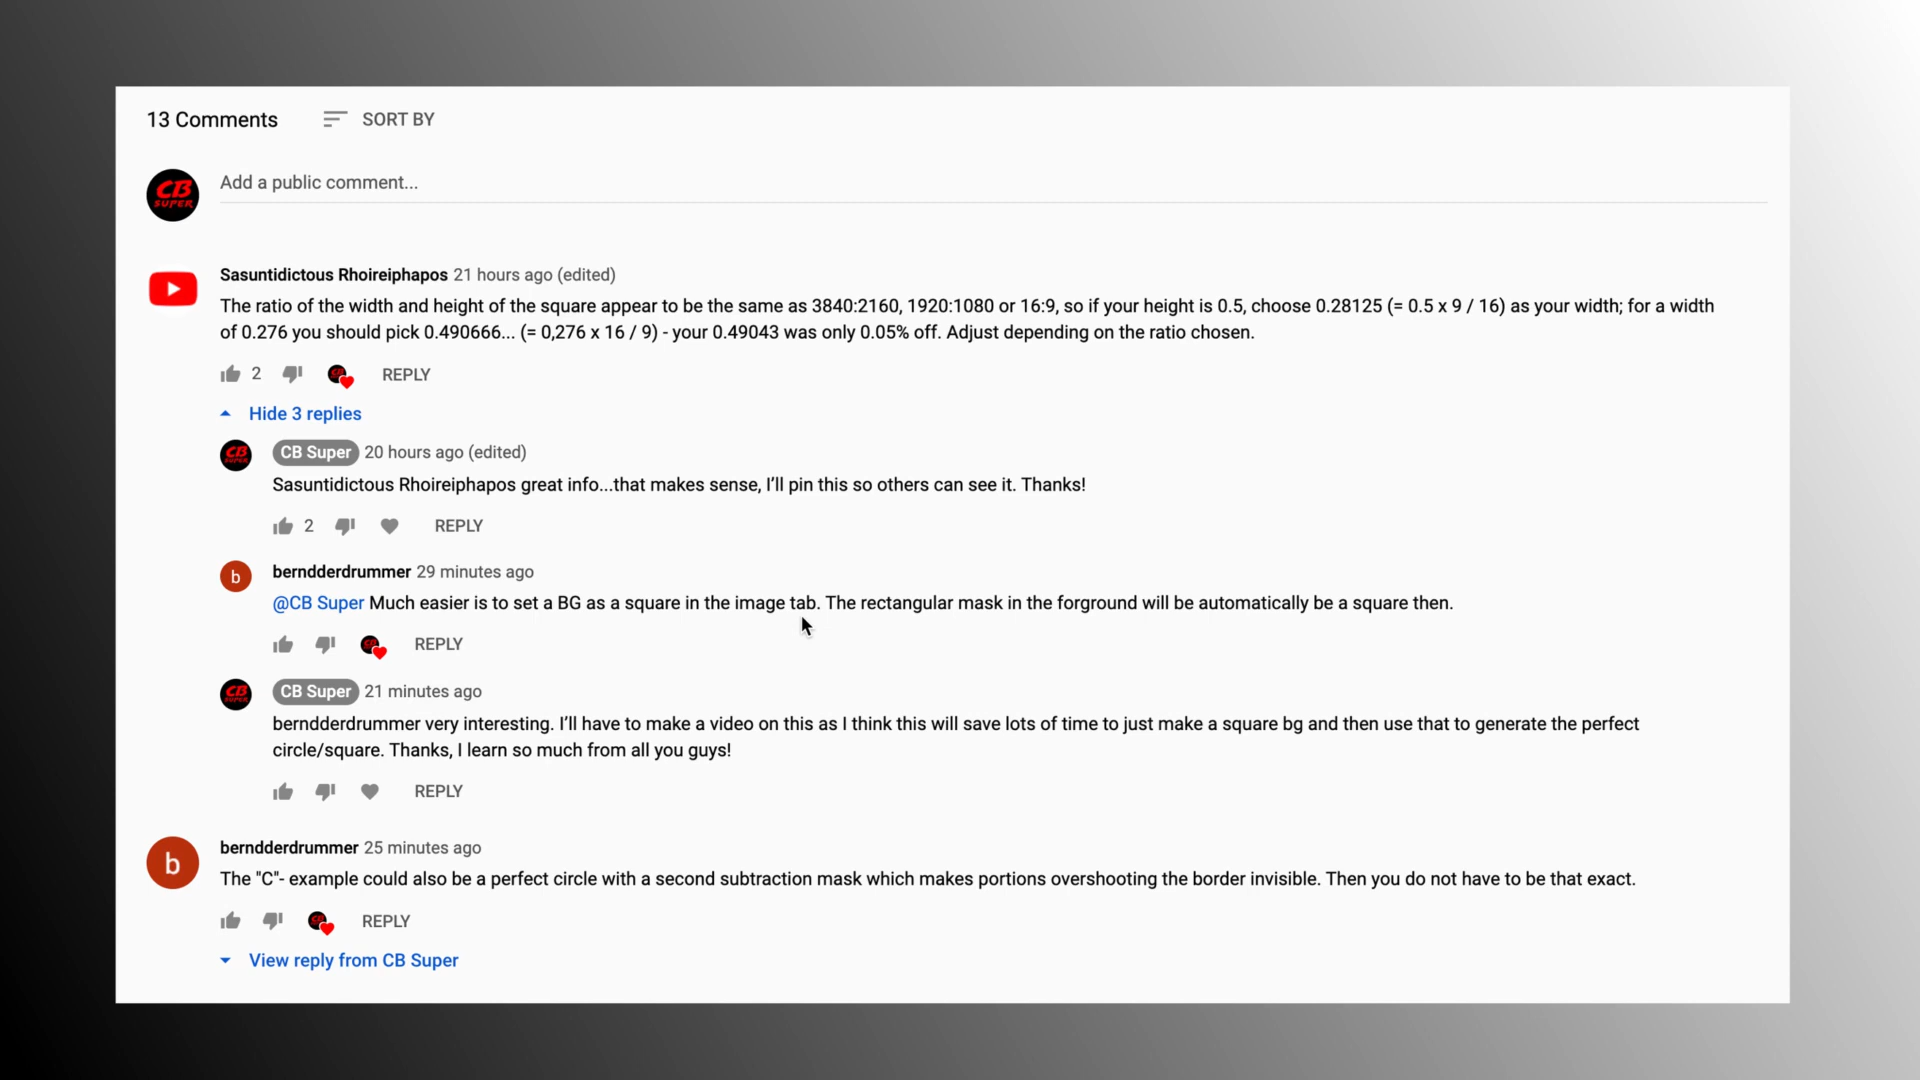 13 Comments SORT BY
CB
SUPER
Add a public comment...
Sasuntidictous Rhoireiphapos 21 hours ago (edited)
The ratio of the width and height of the square appear to be the same as 3840:2160, 1920:1080 or 16:9, so if your height is 0.5, choose 0.28125 (= 0.5 x 9 / 16) as your width; for a width
of 0.276 you should pick 0.490666... (= 0,276 x 16 / 9) - your 0.49043 was only 0.05% off. Adjust depending on the ratio chosen.
2 REPLY
Hide 3 replies
CB Super 20 hours ago (edited)
Sasuntidictous Rhoireiphapos great info...that makes sense, I'll pin this so others can see it. Thanks!
2 REPLY
b berndderdrummer 29 minutes ago
@CB Super Much easier is to set a BG as a square in the image tab. The rectangular mask in the forground will be automatically be a square then.
REPLY
CB Super 21 minutes ago
berndderdrummer very interesting. I'll have to make a video on this as I think this will save lots of time to just make a square bg and then use that to generate the perfect
circle/square. Thanks, I learn so much from all you guys!
REPLY
b berndderdrummer 25 minutes ago
The "C"- example could also be a perfect circle with a second subtraction mask which makes portions overshooting the border invisible. Then you do not have to be that exact.
REPLY
View reply from CB Super